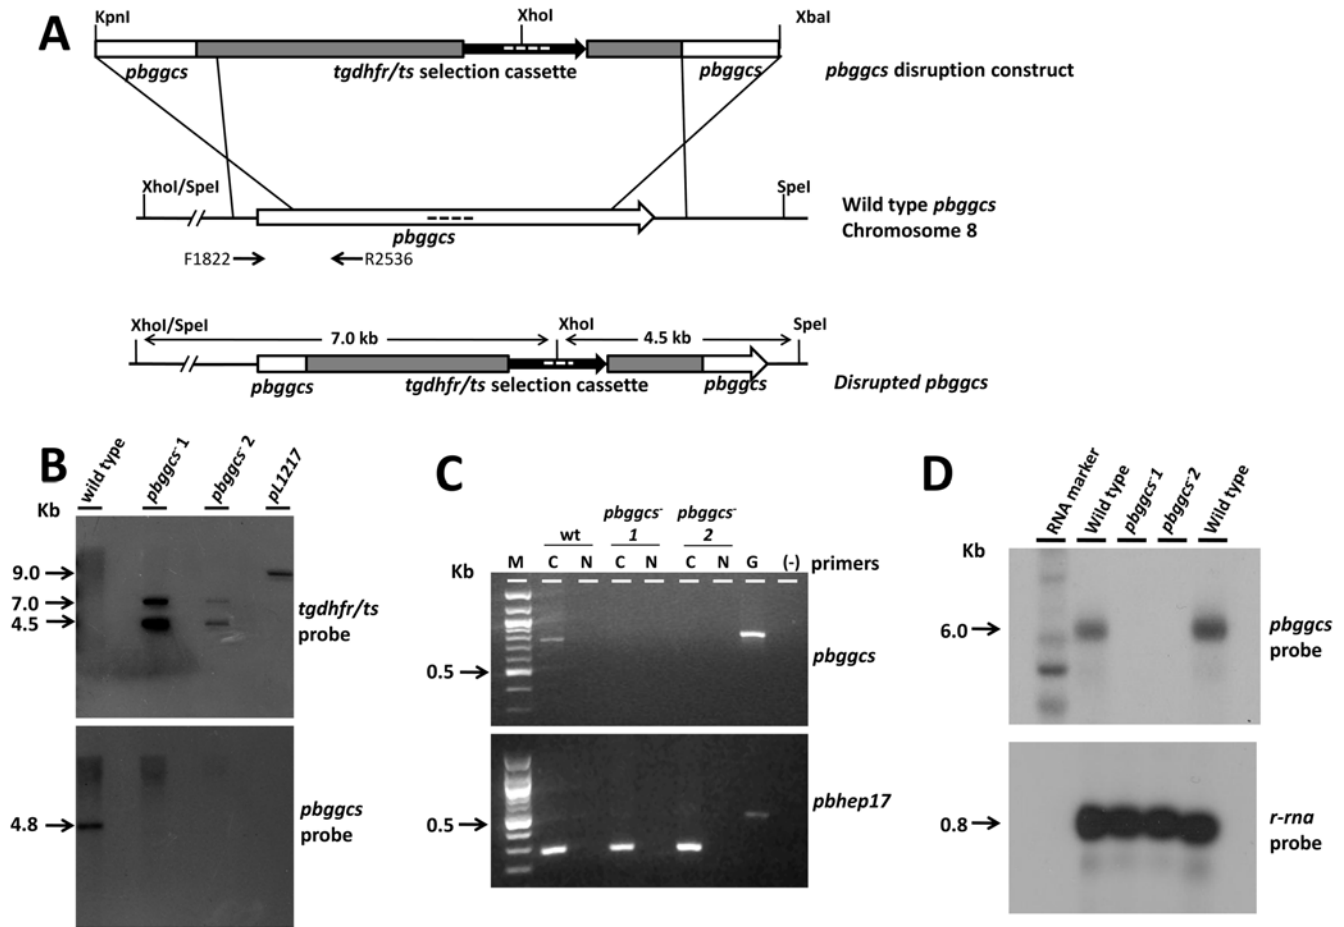 A
KpnI
XhoI
XbaI
pbggcs
tgdhfr/ts selection cassette
pbggcs
pbggcs disruption construct
XhoI/SpeI
SpeI
Wild type pbggcs
Chromosome 8
pbggcs
F1822
R2536
XhoI/SpeI
7.0 kb
XhoI
4.5 kb
SpeI
pbggcs
tgdhfr/ts selection cassette
pbggcs
Disrupted pbggcs
B
wild type
pbggcs- 1
pbggcs- 2
pL1217
Kb
9.0
7.0
4.5
tgdhfr/ts
probe
4.8
pbggcs
probe
C
wt
pbggcs-
1
pbggcs-
2
Kb
M C N C N C N G (-) primers
0.5
pbggcs
0.5
pbhep17
D
RNA marker
Wild type
pbggcs-1
pbggcs-2
Wild type
Kb
6.0
pbggcs
probe
0.8
r-rna
probe